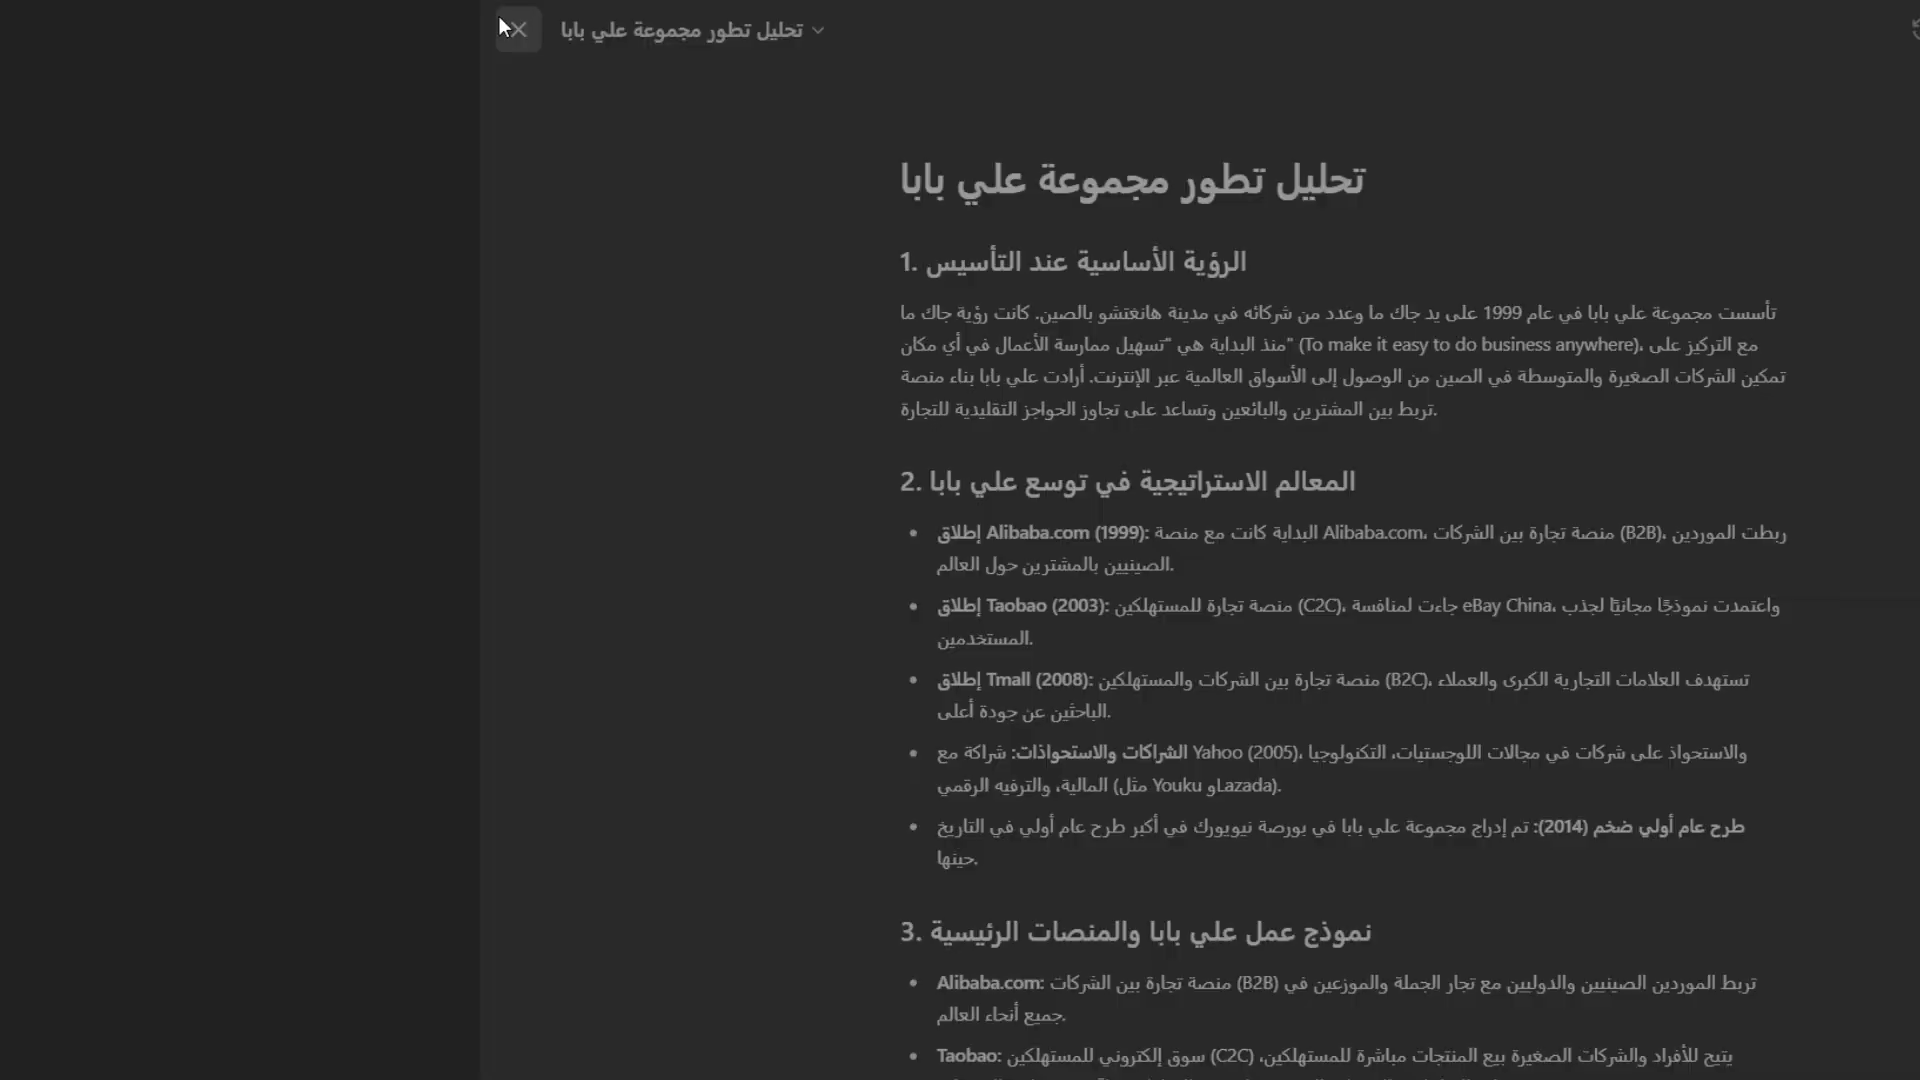 تحليل تطور مجموعة علي بابا
تحليل تطور مجموعة علي بابا
1. الرؤية الأساسية عند التأسيس
تأسست مجموعة علي بابا في عام 1999 على يد جاك ما وعدد من شركائه في مدينة هانغتشو بالصين. كانت رؤية جاك ما
منذ البداية هي "تسهيل ممارسة الأعمال في أي مكان" (To make it easy to do business anywhere)، مع التركيز على
تمكين الشركات الصغيرة والمتوسطة في الصين من الوصول إلى الأسواق العالمية عبر الإنترنت. أرادت علي بابا بناء منصة
تربط بين المشترين والبائعين وتساعد على تجاوز الحواجز التقليدية للتجارة.
2. المعالم الاستراتيجية في توسع علي بابا
• إطلاق Alibaba.com (1999): البداية كانت مع منصة Alibaba.com، منصة تجارة بين الشركات (B2B)، ربطت الموردين
الصينيين بالمشترين حول العالم.
• إطلاق Taobao (2003): منصة تجارة للمستهلكين (C2C)، جاءت لمنافسة eBay China، واعتمدت نموذجًا مجانيًا لجذب
المستخدمين.
• إطلاق Tmall (2008): منصة تجارة بين الشركات والمستهلكين (B2C)، تستهدف العلامات التجارية الكبرى والعملاء
الباحثين عن جودة أعلى.
• الشراكات والاستحواذات: شراكة مع Yahoo (2005)، والاستحواذ على شركات في مجالات اللوجستيات، التكنولوجيا
المالية، والترفيه الرقمي (مثل Youku وLazada).
• طرح عام أولي ضخم (2014): تم إدراج مجموعة علي بابا في بورصة نيويورك في أكبر طرح عام أولي في التاريخ
حينها.
3. نموذج عمل علي بابا والمنصات الرئيسية
• Alibaba.com: منصة تجارة بين الشركات (B2B) تربط الموردين الصينيين والدوليين مع تجار الجملة والموزعين في
جميع أنحاء العالم.
• Taobao: سوق إلكتروني للمستهلكين (C2C)، يتيح للأفراد والشركات الصغيرة بيع المنتجات مباشرة للمستهلكين